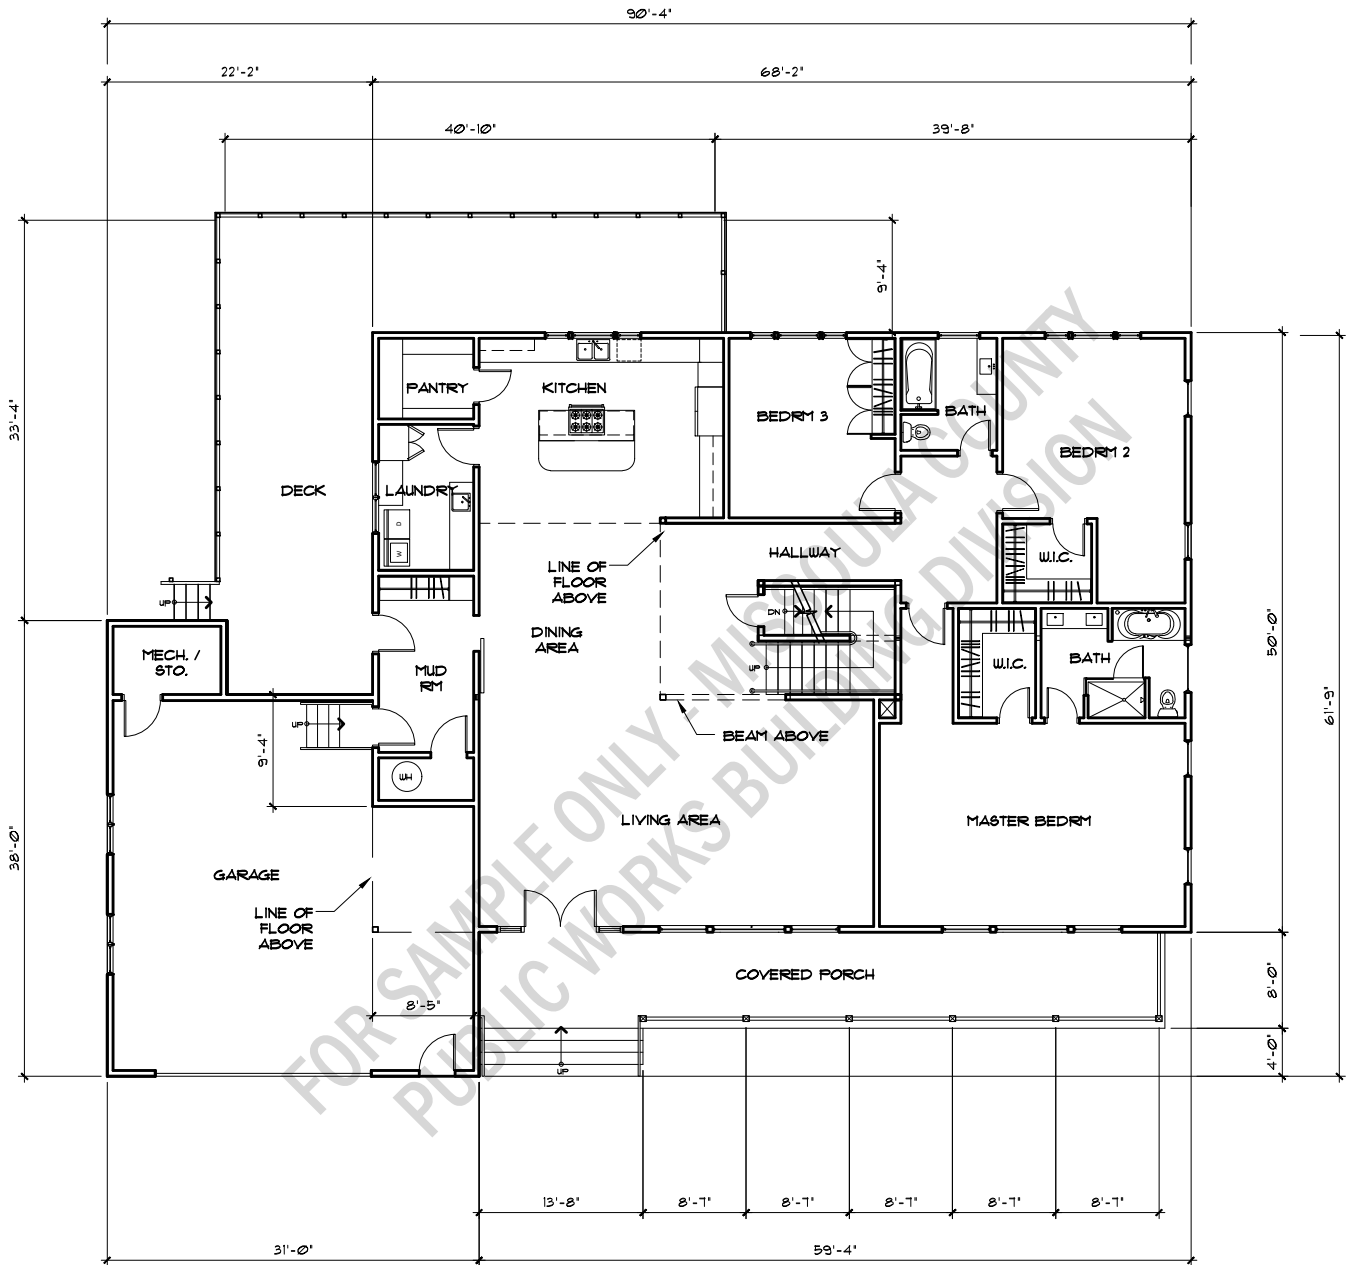 90'-4"
22'-2"
68'-2"
40'-10"
39'-8"
9'-4"
33'-4"
PANTRY
KITCHEN
BEDRM 3
BATH
BEDRM 2
DECK
LAUNDRY
D
W
HALLWAY
W.I.C.
LINE OF
FLOOR
ABOVE
UP
DN
DINING
AREA
50'-0"
MECH. /
STO.
MUD
RM
UP
W.I.C.
BATH
61'-9"
UP
9'-4"
BEAM ABOVE
WH
LIVING AREA
MASTER BEDRM
38'-0"
GARAGE
LINE OF
FLOOR
ABOVE
COVERED PORCH
8'-0"
8'-5"
4'-0"
UP
13'-8"
8'-7"
8'-7"
8'-7"
8'-7"
8'-7"
31'-0"
59'-4"
FOR SAMPLE ONLY - MISSOULA COUNTY
PUBLIC WORKS BUILDING DIVISION